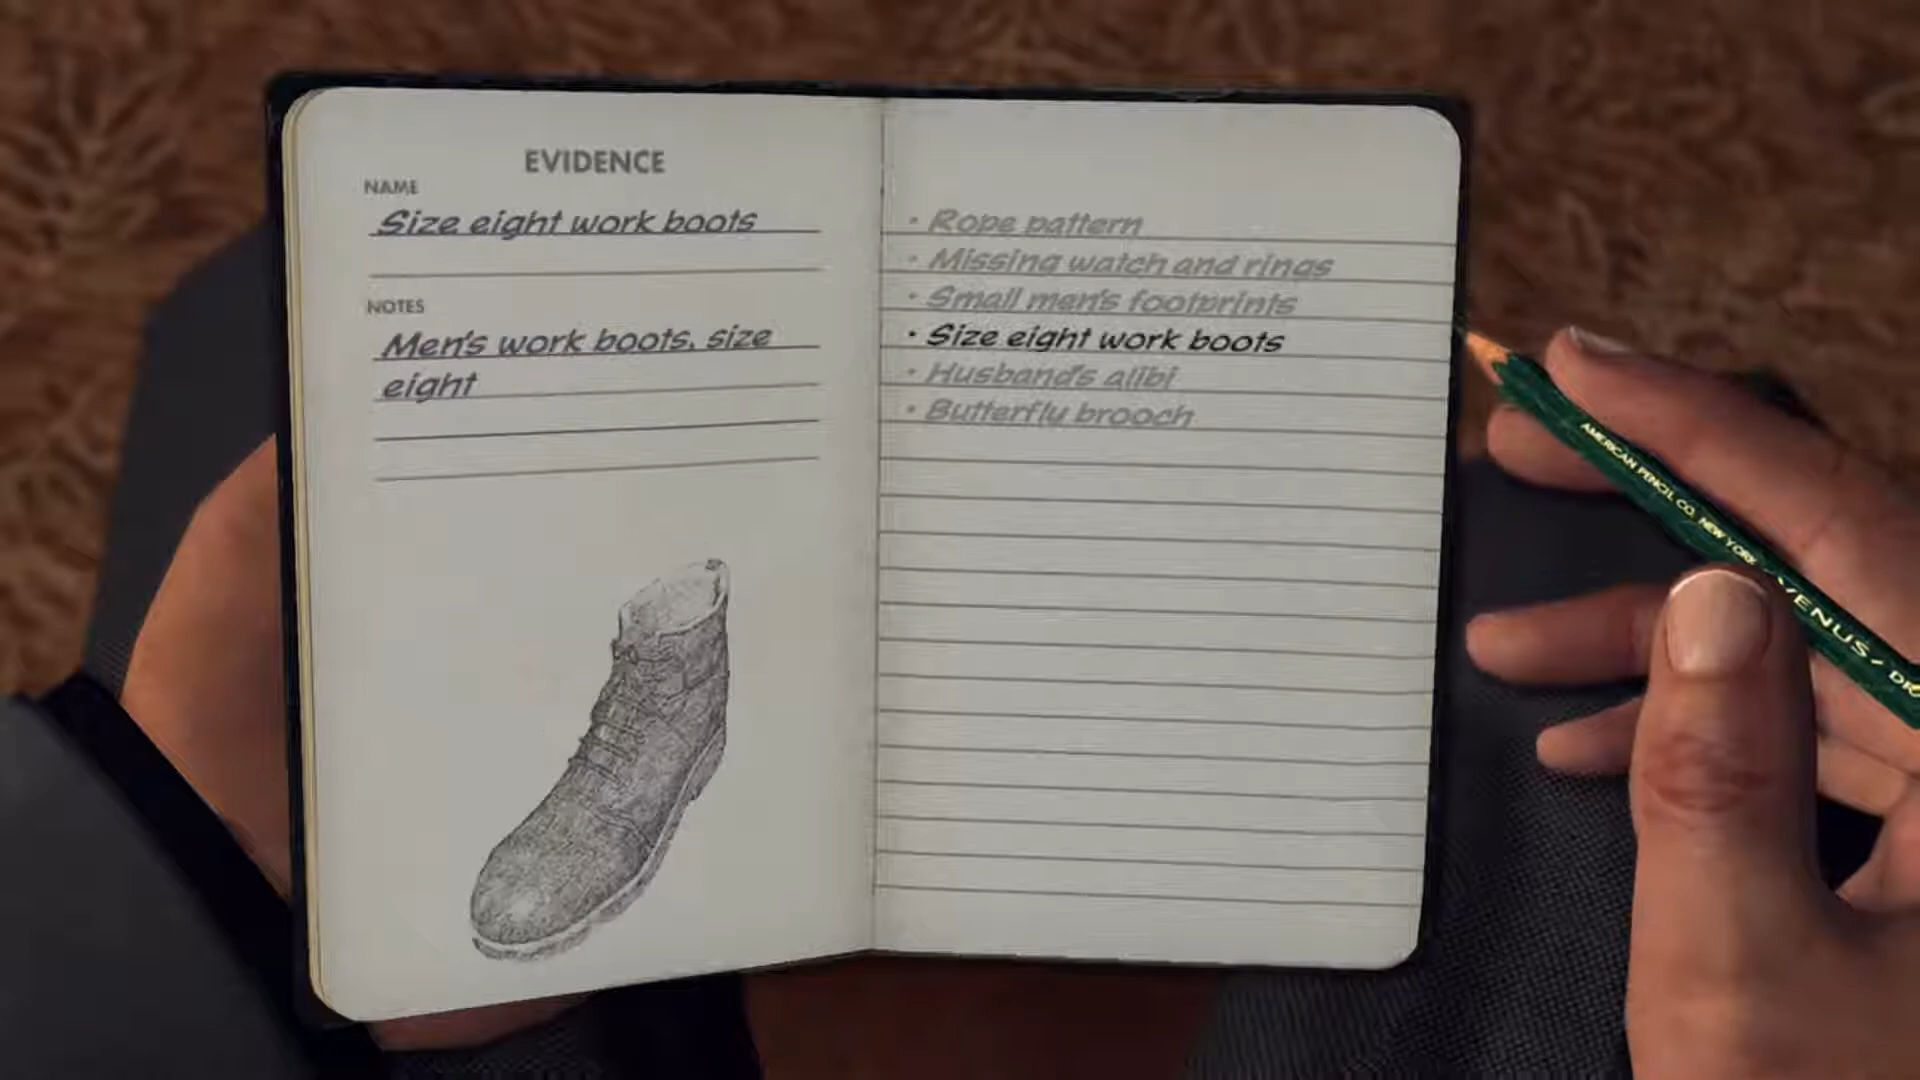 EVIDENCE
NAME
Size eight work boots
NOTES
Men's work boots, size
eight
• Rope pattern
• Missing watch and rings
• Small men's footprints
• Size eight work boots
• Husband's alibi
• Butterfly brooch
AMERICAN PENCIL CO. NEW YORK
VENUS / DR